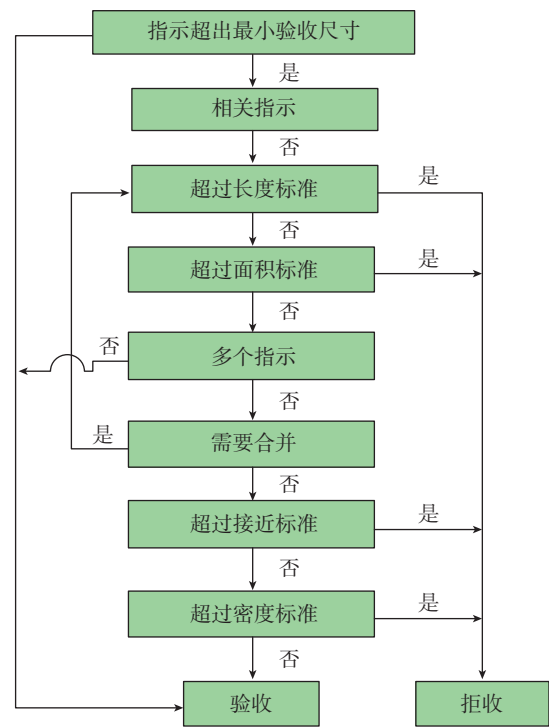 指示超出最小验收尺寸
是
相关指示
否
超过长度标准
是
否
超过面积标准
是
否
否
多个指示
否
是
需要合并
否
超过接近标准
是
否
超过密度标准
是
否
验收
拒收